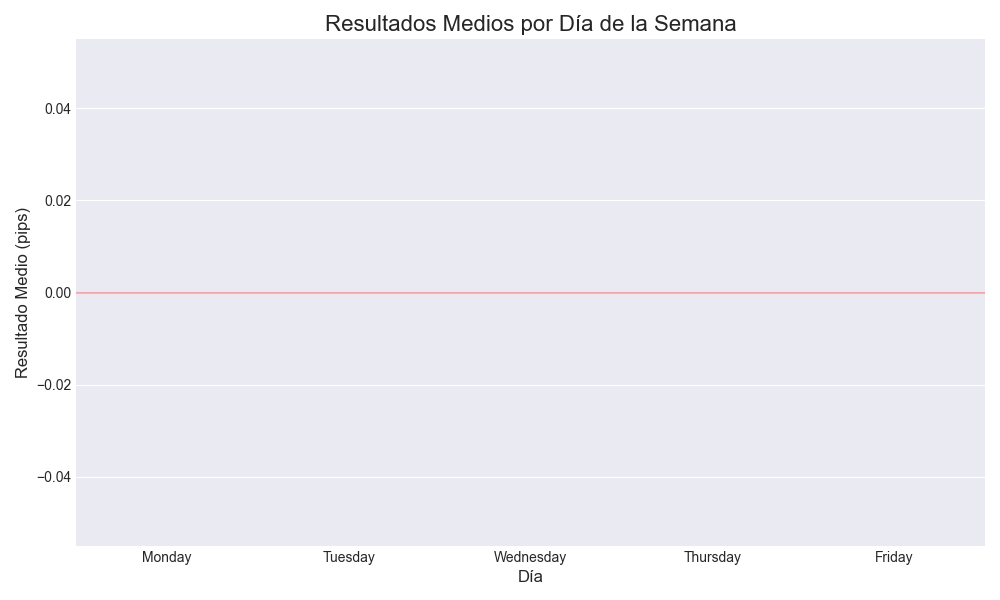 Resultados Medios por Día de la Semana
Resultado Medio (pips)
0.04
0.02
0.00
−0.02
−0.04
Monday Tuesday Wednesday Thursday Friday
Día